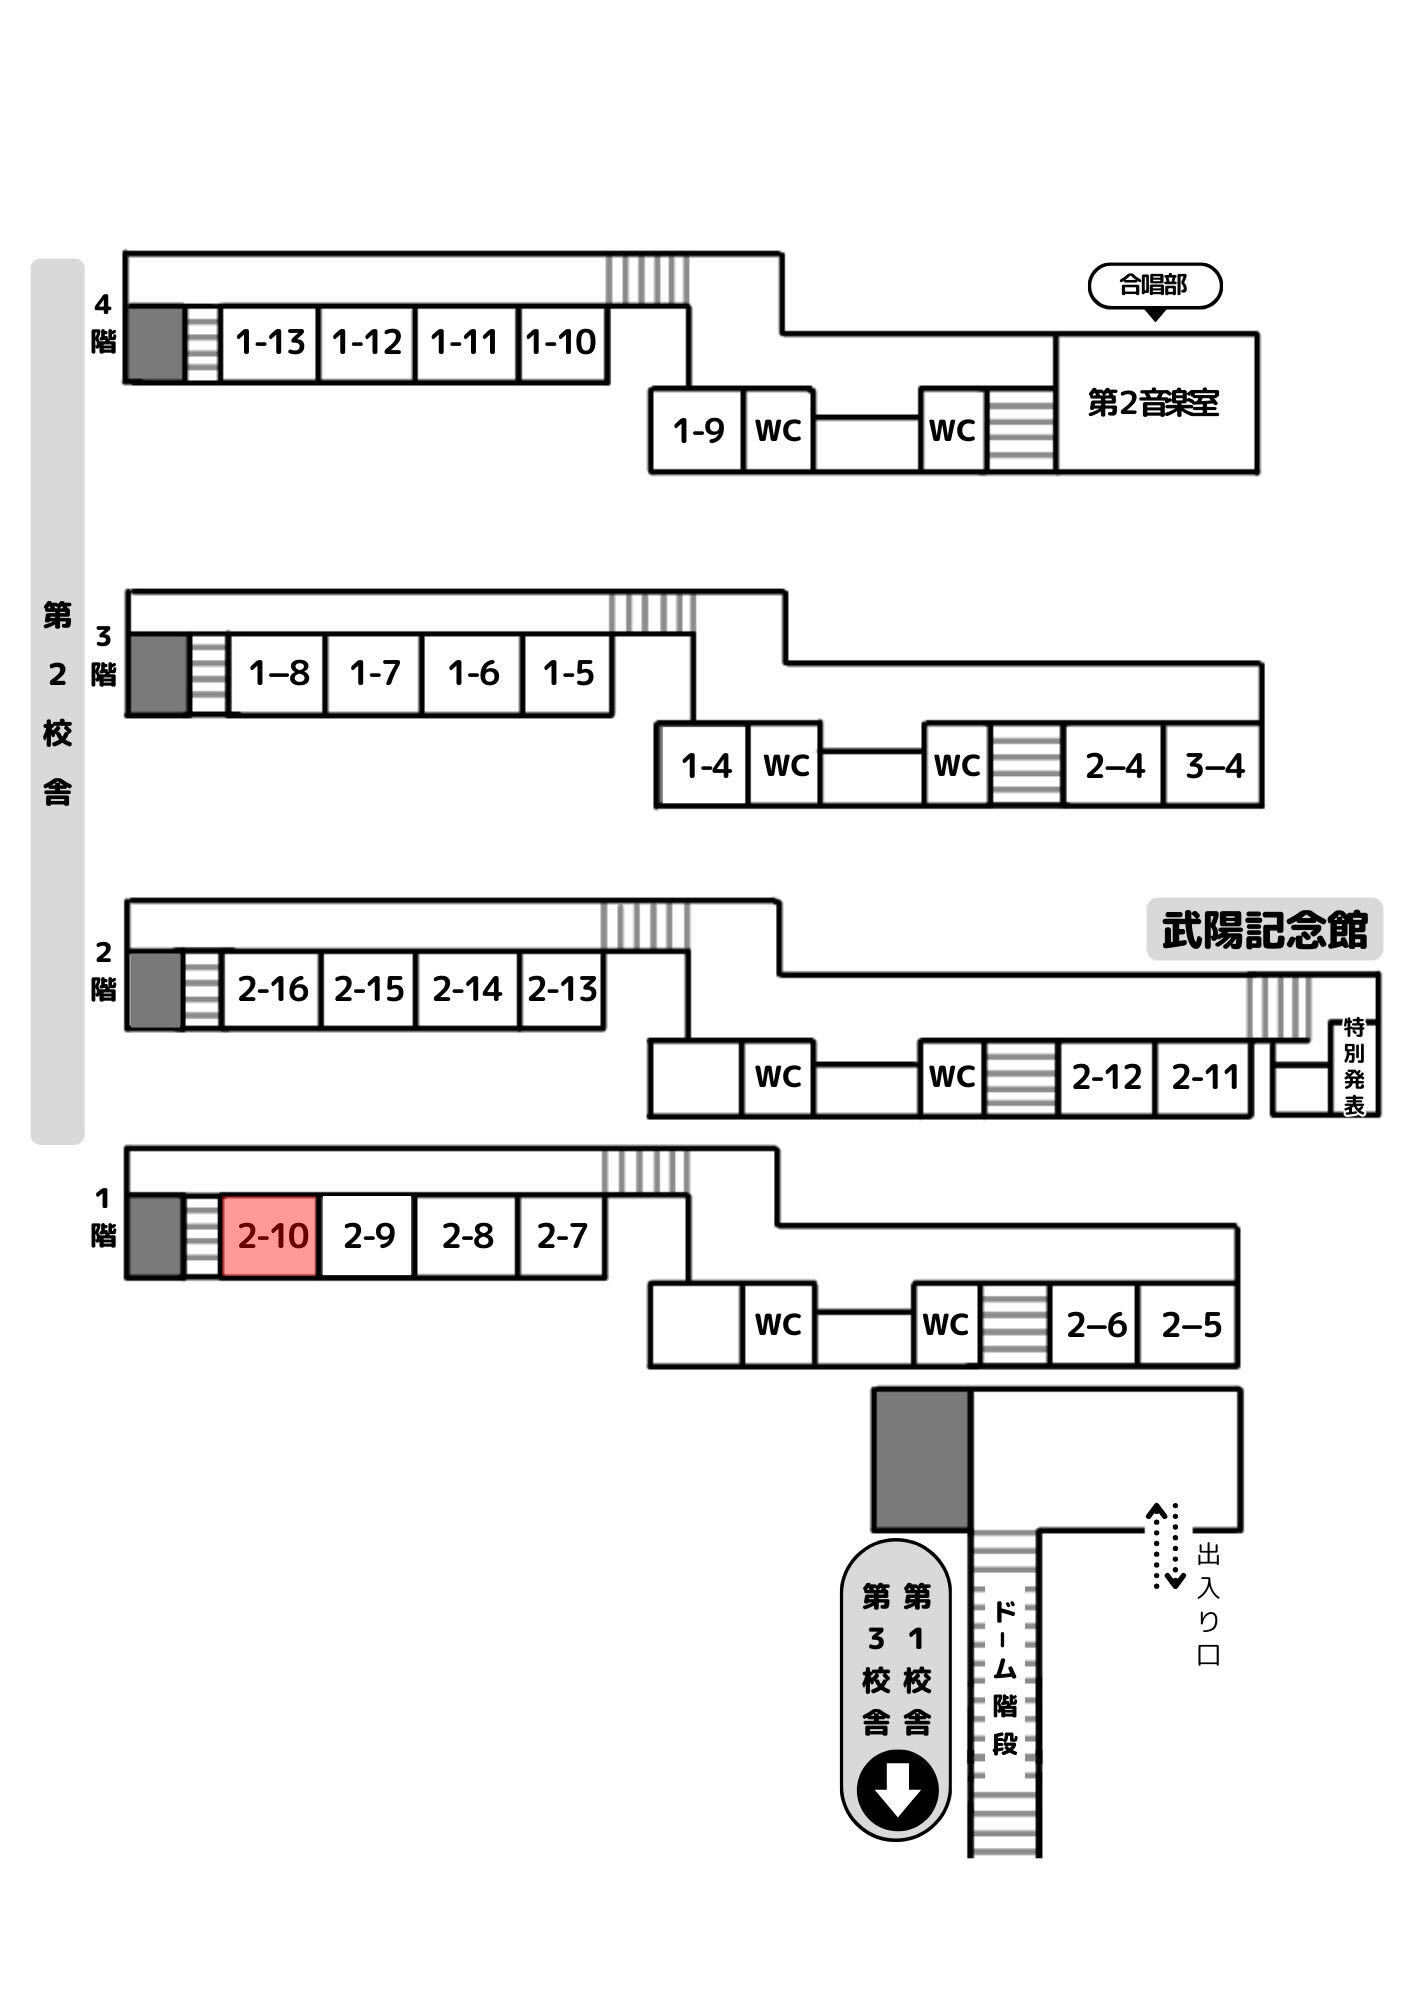 第2校舎
4階
合唱部
1-13 1-12 1-11 1-10
1-9 WC WC 第2音楽室
3階
1–8 1-7 1-6 1-5
1-4 WC WC 2–4 3–4
武陽記念館
2階
2-16 2-15 2-14 2-13
WC WC 2-12 2-11 特別発表
1階
2-10 2-9 2-8 2-7
WC WC 2–6 2–5
出入り口
第1校舎
第3校舎
ドーム階段